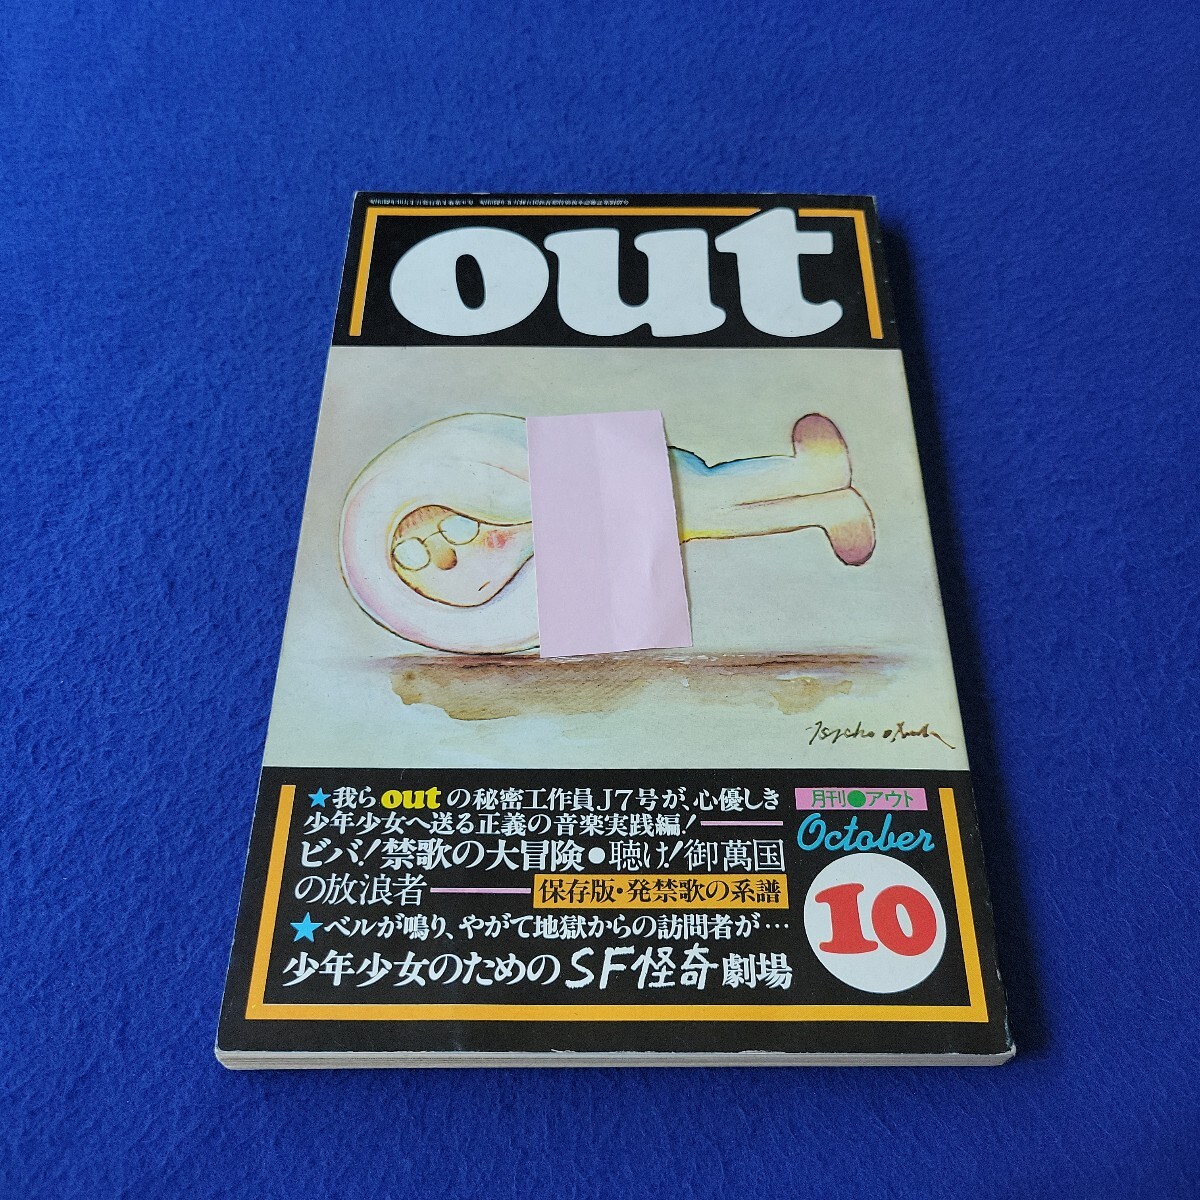 out
★我らoutの秘密工作員J7号が、心優しき
少年少女へ送る正義の音楽実践編!
ビバ!禁歌の大冒険●聴け!御萬国
の放浪者
保存版・発禁歌の系譜
★ベルが鳴り、やがて地獄からの訪問者が…
少年少女のためのSF怪奇劇場
月刊●アウト
October
10